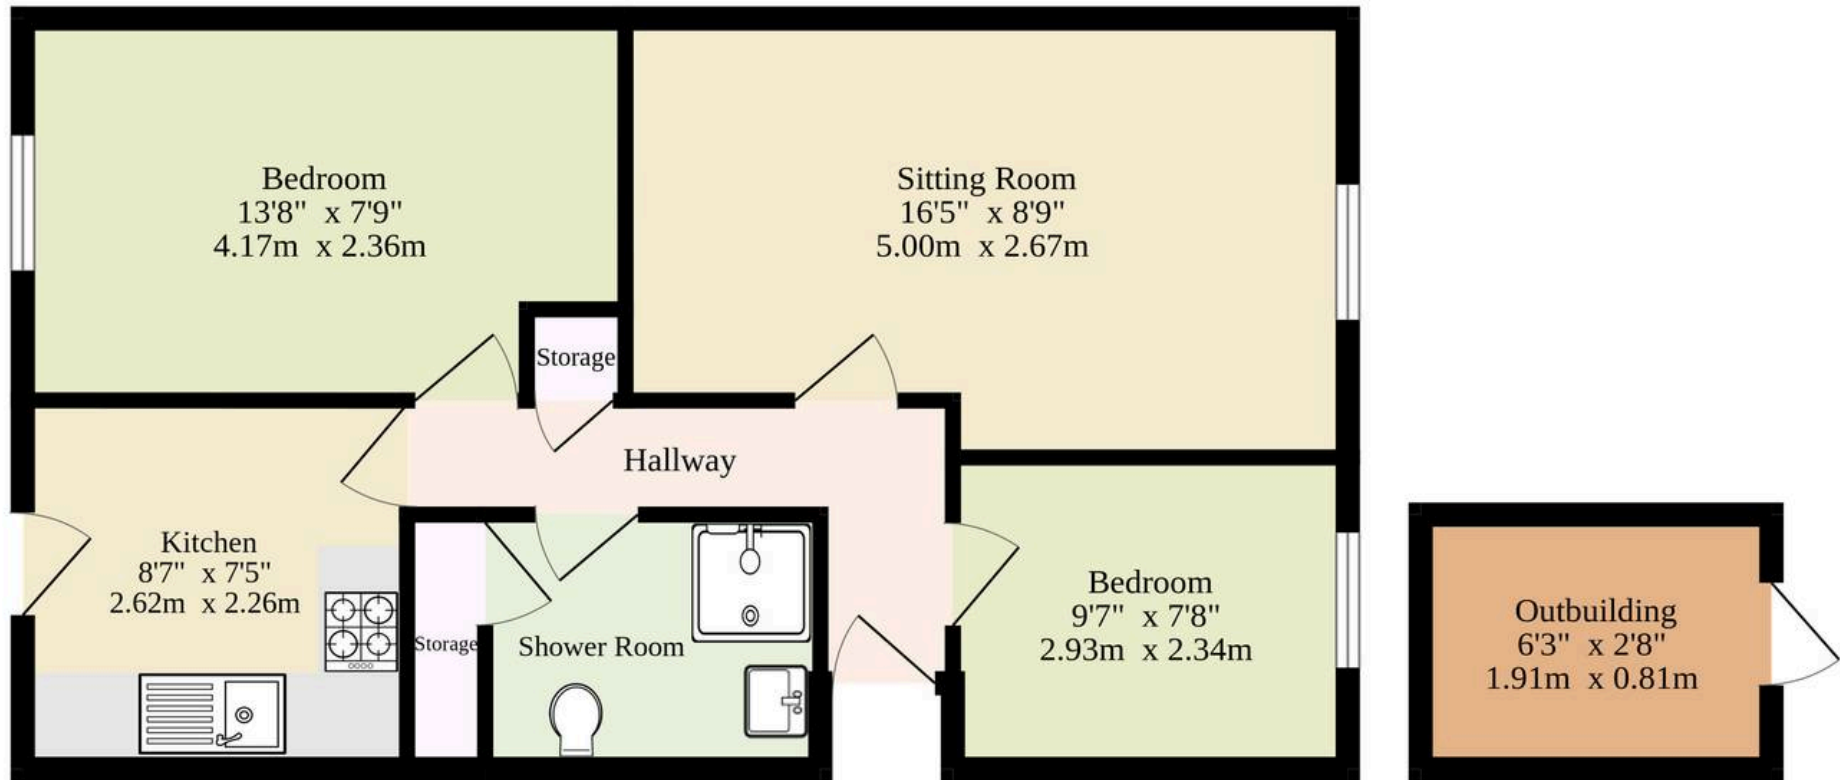 Bedroom
13'8" x 7'9"
4.17m x 2.36m
Sitting Room
16'5" x 8'9"
5.00m x 2.67m
Storage
Hallway
Kitchen
8'7" x 7'5"
2.62m x 2.26m
Storage
Shower Room
Bedroom
9'7" x 7'8"
2.93m x 2.34m
Outbuilding
6'3" x 2'8"
1.91m x 0.81m